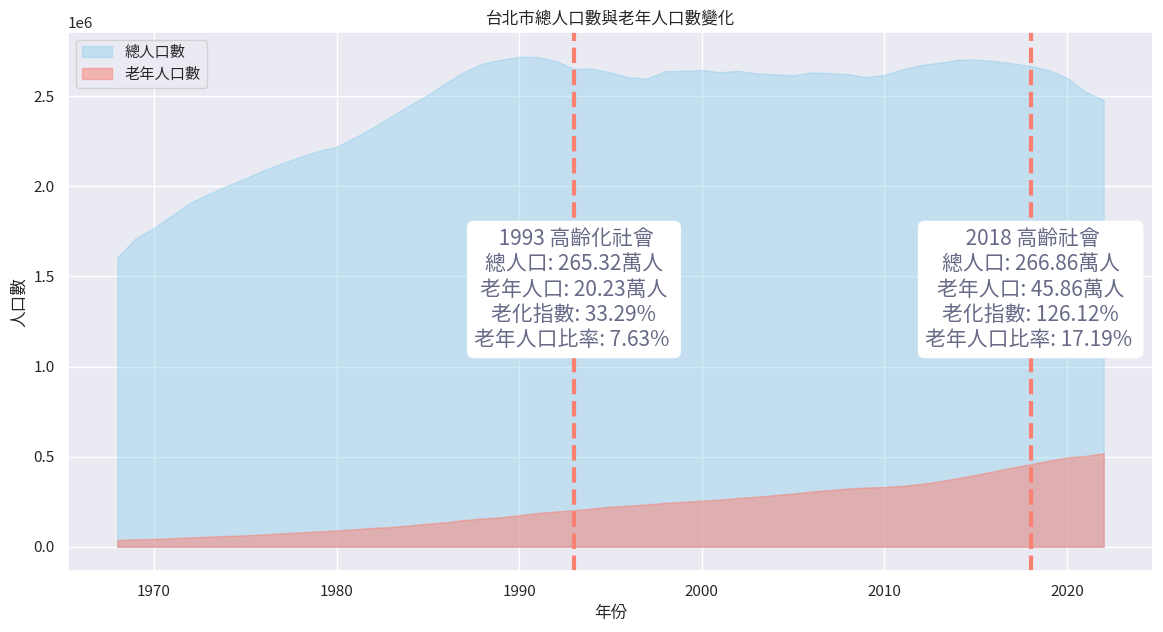 台北市總人口數與老年人口數變化
1e6
總人口數
老年人口數
2.5
2.0
1.5
1.0
0.5
0.0
人口數
1993 高齡化社會
總人口: 265.32萬人
老年人口: 20.23萬人
老化指數: 33.29%
老年人口比率: 7.63%
2018 高齡社會
總人口: 266.86萬人
老年人口: 45.86萬人
老化指數: 126.12%
老年人口比率: 17.19%
1970 1980 1990 2000 2010 2020
年份